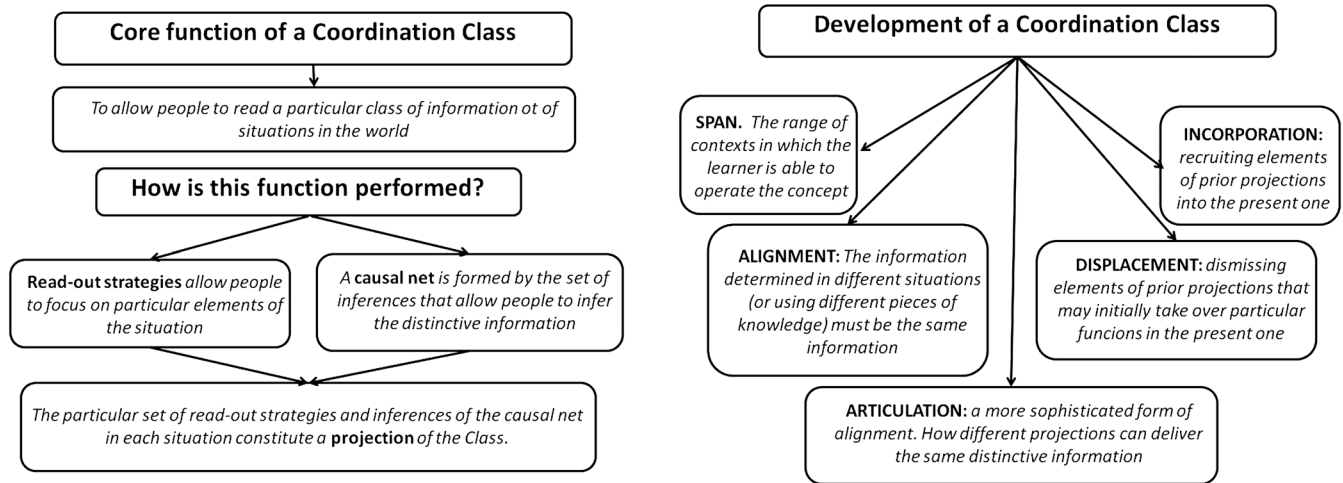 Core function of a Coordination Class
To allow people to read a particular class of information ot of
situations in the world
How is this function performed?
Read-out strategies allow people
to focus on particular elements of
the situation
A causal net is formed by the set of
inferences that allow people to infer
the distinctive information
The particular set of read-out strategies and inferences of the causal net
in each situation constitute a projection of the Class.
Development of a Coordination Class
SPAN. The range of
contexts in which the
learner is able to
operate the concept
INCORPORATION:
recruiting elements
of prior projections
into the present one
ALIGNMENT: The information
determined in different situations
(or using different pieces of
knowledge) must be the same
information
DISPLACEMENT: dismissing
elements of prior projections that
may initially take over particular
funcions in the present one
ARTICULATION: a more sophisticated form of
alignment. How different projections can deliver
the same distinctive information